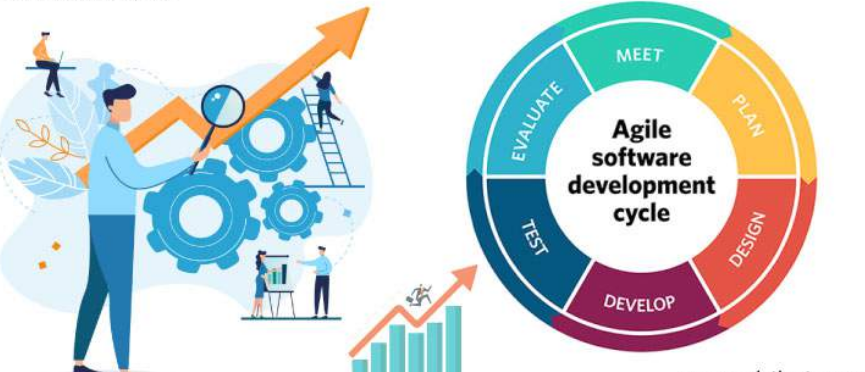 MEET
PLAN
DESIGN
DEVELOP
TEST
EVALUATE
Agile
software
development
cycle